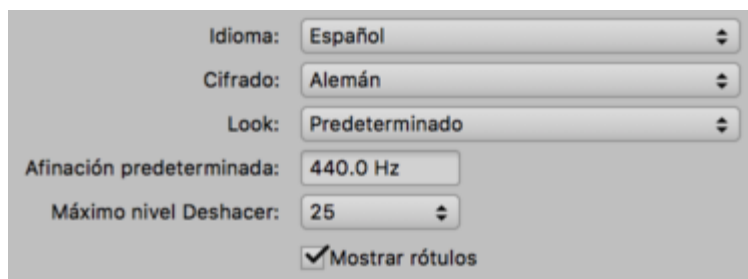 Idioma: Español
Cifrado: Alemán
Look: Predeterminado
Afinación predeterminada: 440.0 Hz
Máximo nivel Deshacer: 25
Mostrar rótulos